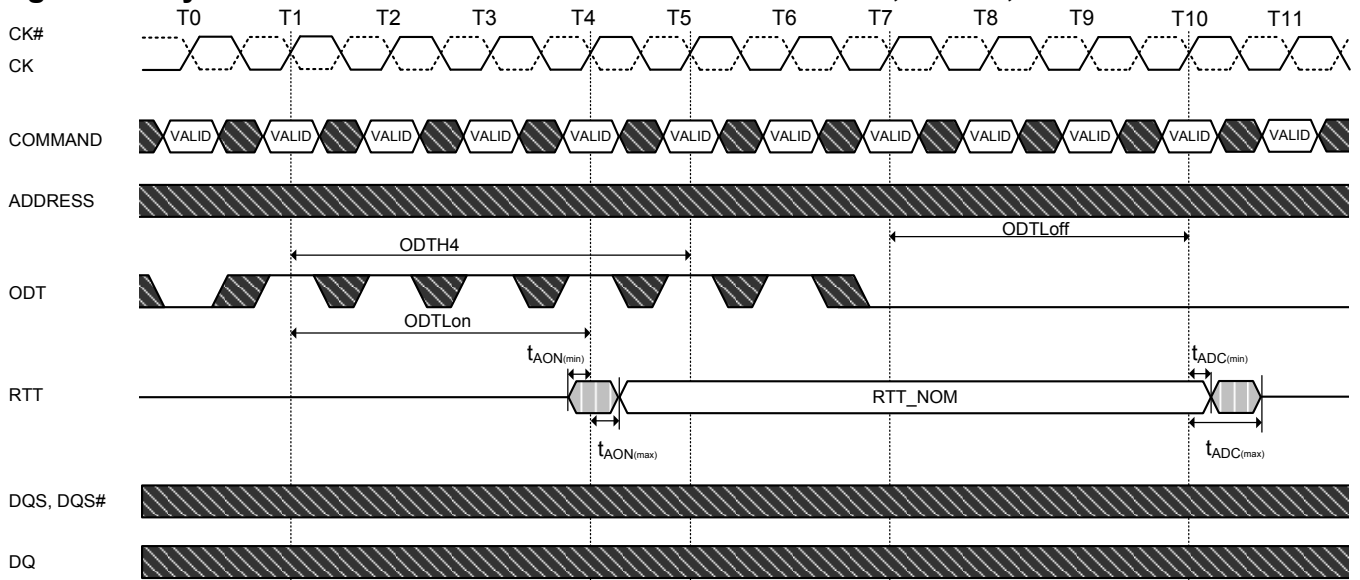 T0 T1 T2 T3 T4 T5 T6 T7 T8 T9 T10 T11
CK#
CK
COMMAND VALID VALID VALID VALID VALID VALID VALID VALID VALID VALID VALID VALID
ADDRESS
ODTLoff
ODTH4
ODT
ODTLon
tAON(min) tADC(min)
RTT RTT_NOM
tAON(max) tADC(max)
DQS, DQS#
DQ